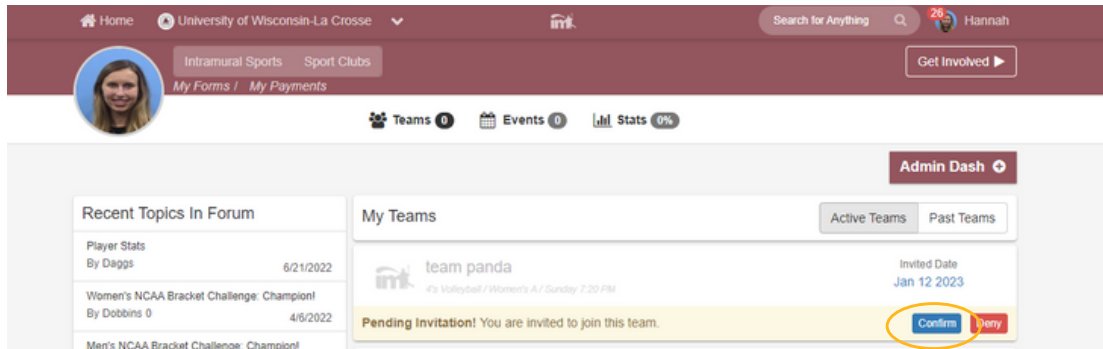 Home University of Wisconsin-La Crosse imt. Search for Anything 26 Hannah
Intramural Sports Sport Clubs Get Involved
My Forms / My Payments
Teams 0 Events 0 Stats 0%
Admin Dash
Recent Topics In Forum
Player Stats
By Daggs 6/21/2022
Women's NCAA Bracket Challenge: Champion!
By Dobbins 0 4/6/2022
Men's NCAA Bracket Challenge: Champion!
My Teams Active Teams Past Teams
imt. team panda Invited Date
4's Volleyball / Women's A / Sunday 7:20 PM Jan 12 2023
Pending Invitation! You are invited to join this team. Confirm Deny